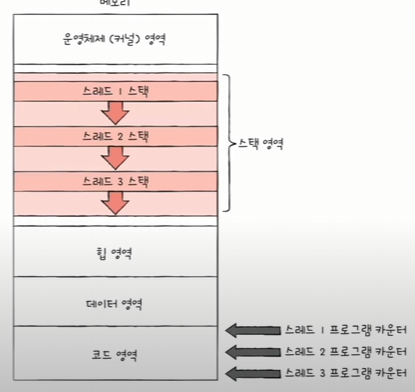 메모리
운영체제 (커널) 영역
스레드 1 스택
스레드 2 스택
스레드 3 스택
스택 영역
힙 영역
데이터 영역
코드 영역
스레드 1 프로그램 카운터
스레드 2 프로그램 카운터
스레드 3 프로그램 카운터